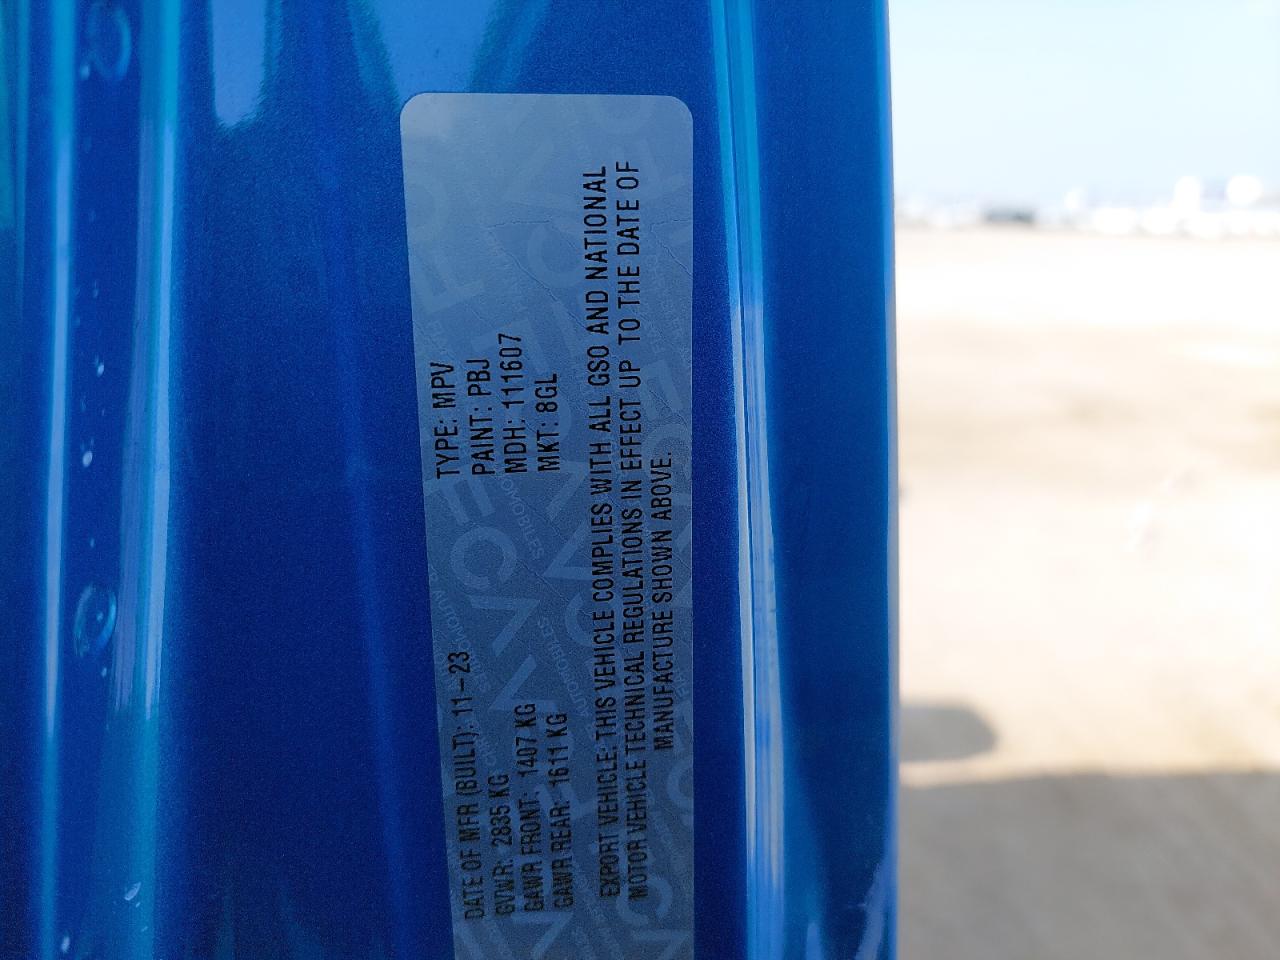 DATE OF MFR (BUILT): 11-23
TYPE: MPV
GVWR: 2835 KG
PAINT: PBJ
GAWR FRONT: 1407 KG
MDH: 111607
GAWR REAR: 1611 KG
MKT: 8GL
EXPORT VEHICLE: THIS VEHICLE COMPLIES WITH ALL GSO AND NATIONAL
MOTOR VEHICLE TECHNICAL REGULATIONS IN EFFECT UP TO THE DATE OF
MANUFACTURE SHOWN ABOVE.